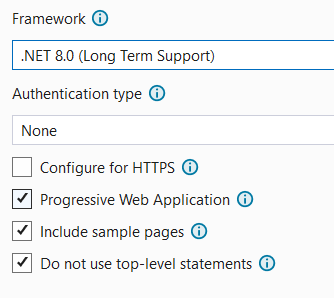 Framework
.NET 8.0 (Long Term Support)
Authentication type
None
Configure for HTTPS
Progressive Web Application
Include sample pages
Do not use top-level statements